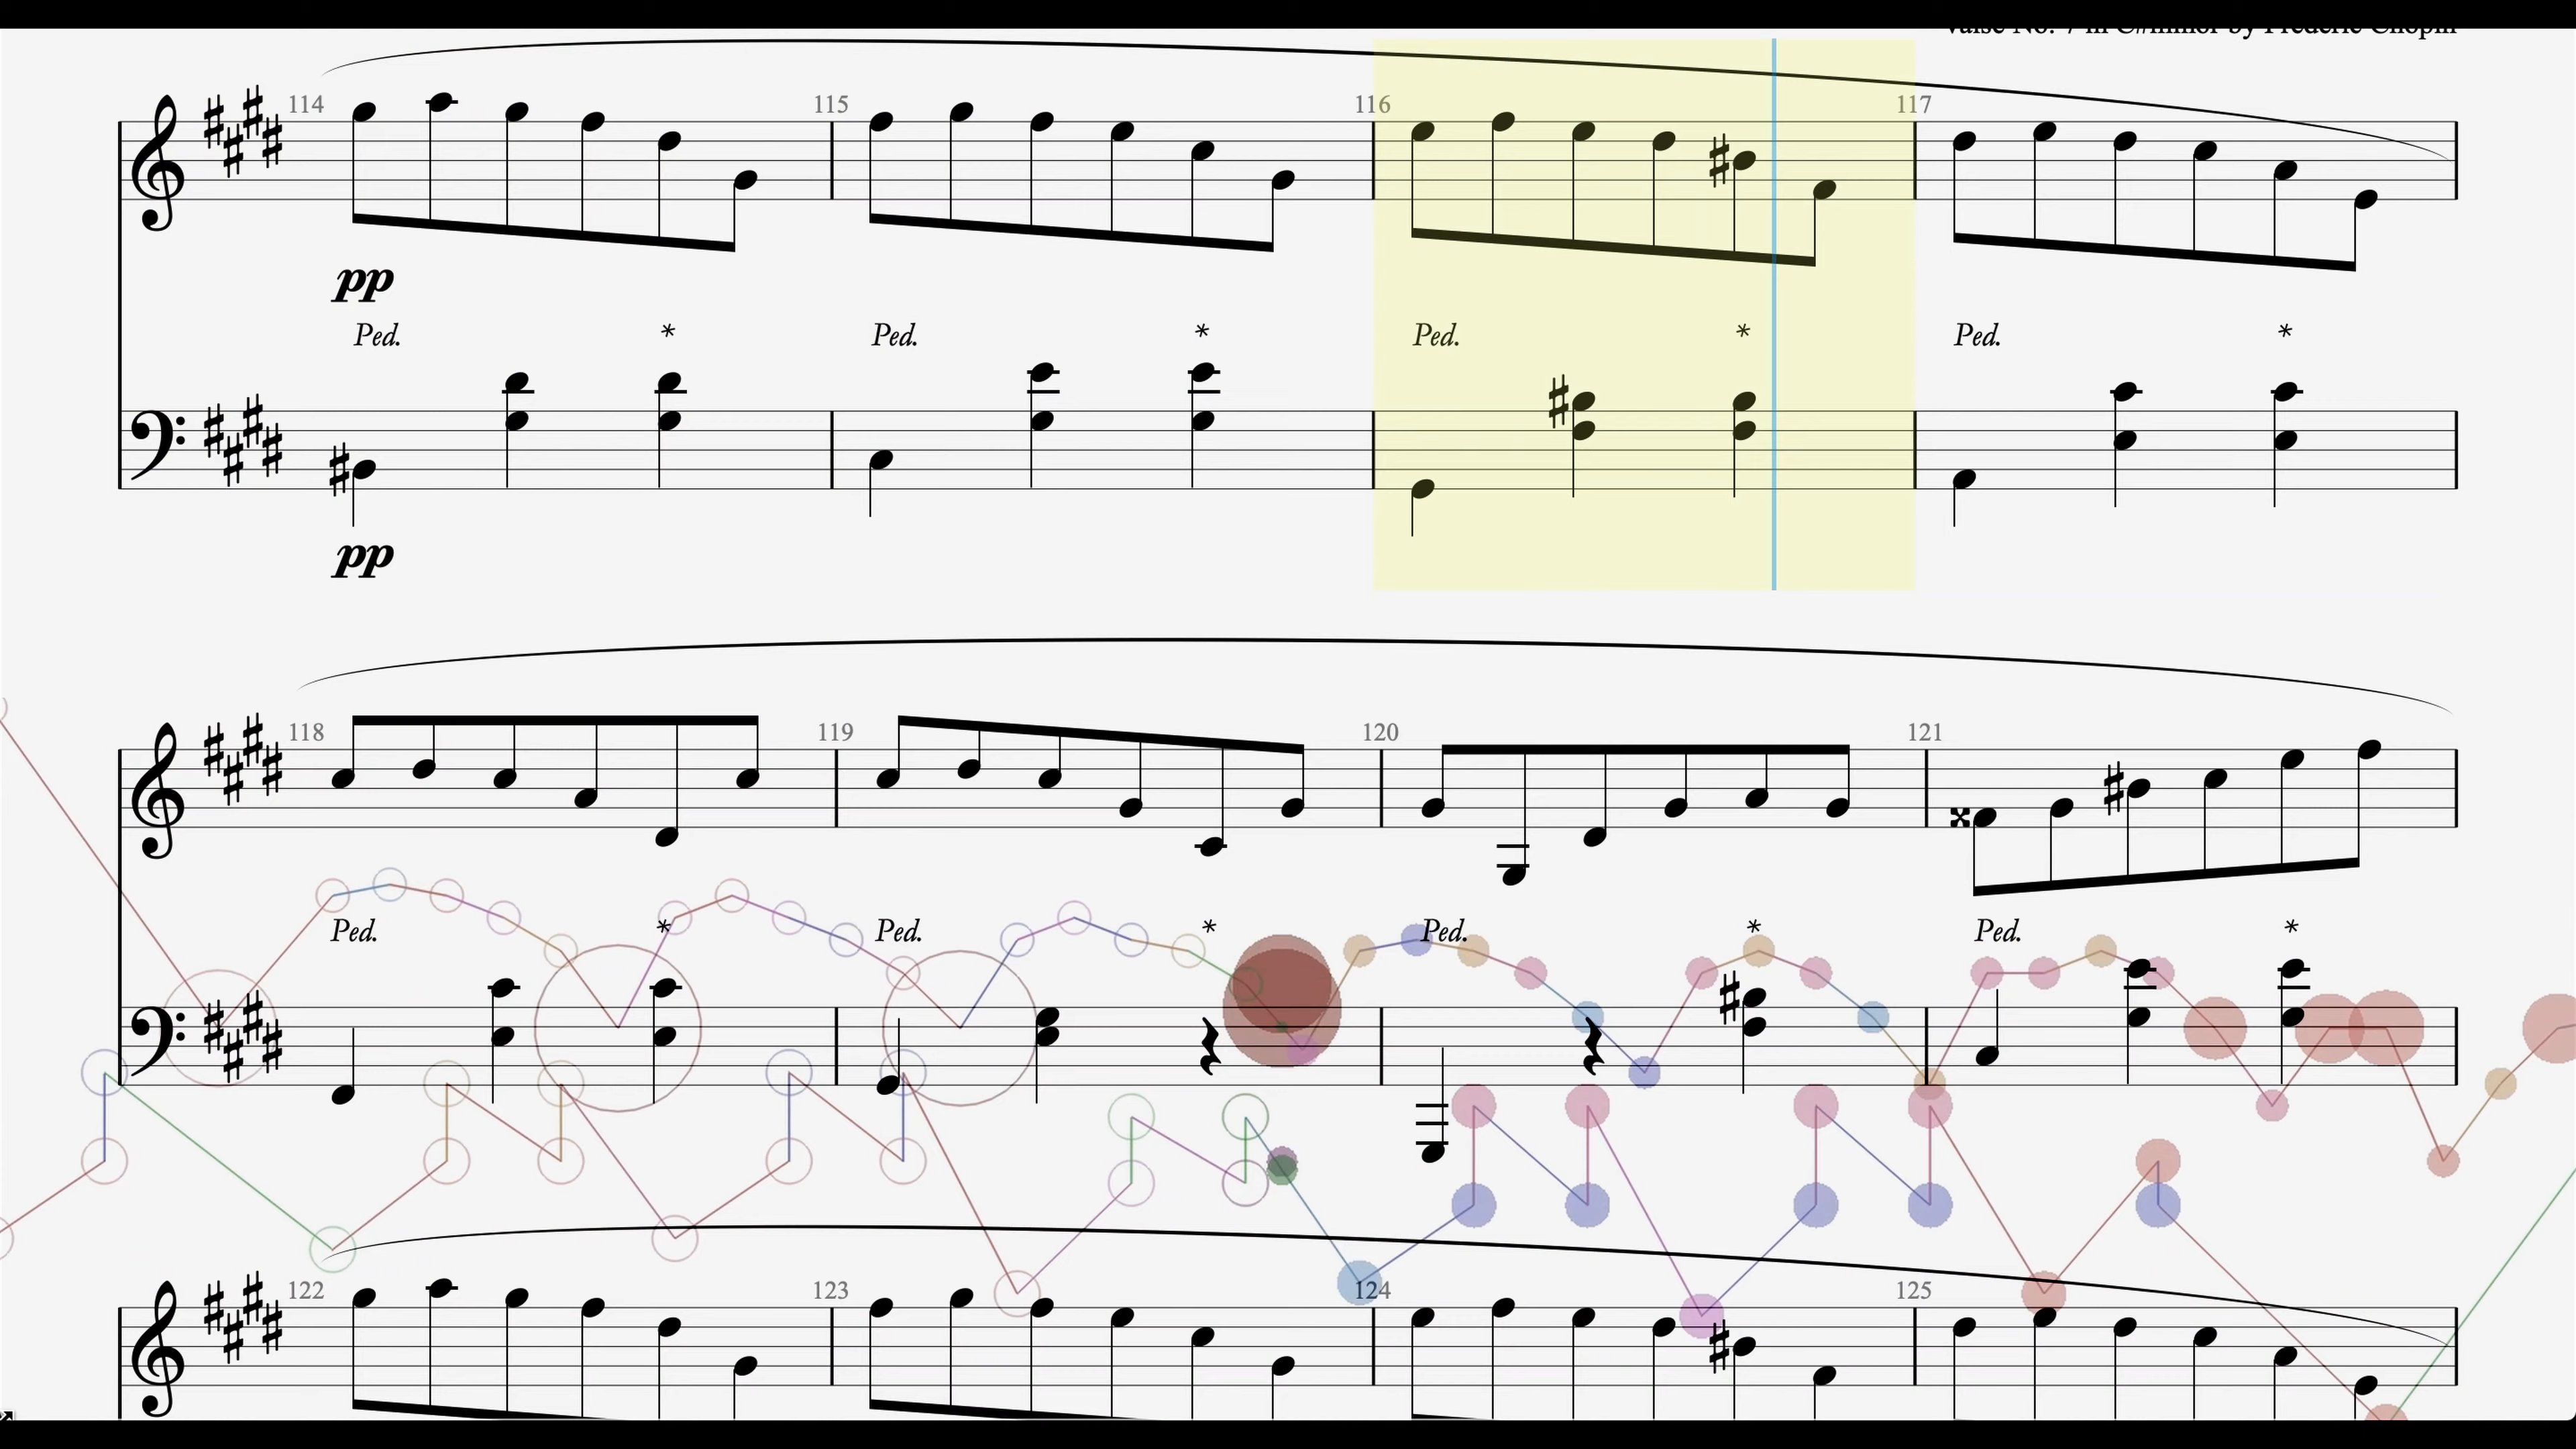 Valse No. 7 in C#minor by Frederic Chopin
114 115 116 117
pp
Ped. * Ped. * Ped. * Ped. *
pp
118 119 120 121
Ped. * Ped. * Ped. * Ped. *
122 123 124 125